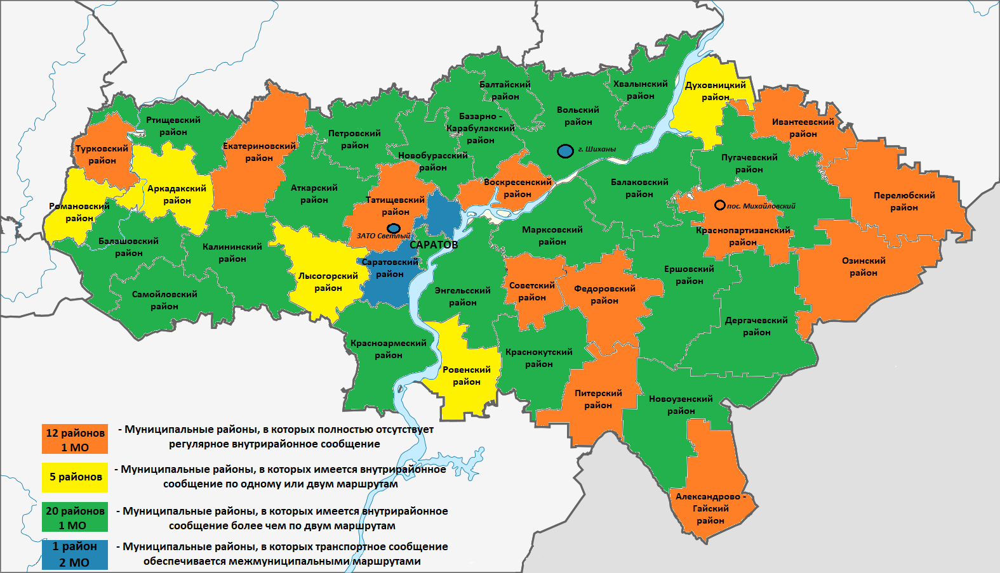 Балтайский
район
Хвалынский
район
Духовницкий
район
Вольский
район
Базарно -
Карабулакский
район
Ртищевский
район
Ивантеевский
район
Петровский
район
Турковский
район
Екатериновский
район
Новобурасский
район
г. Шиханы
Пугачевский
район
Аркадакский
район
Аткарский
район
Воскресенский
район
Балаковский
район
Перелюбский
район
Романовский
район
Татищевский
район
пос. Михайловский
ЗАТО Светлый
Марксовский
район
Краснопартизанский
район
Балашовский
район
Калининский
район
САРАТОВ
Саратовский
район
Озинский
район
Лысогорский
район
Советский
район
Федоровский
район
Ершовский
район
Самойловский
район
Энгельсский
район
Дергачевский
район
Красноармеский
район
Краснокутский
район
Ровенский
район
Питерский
район
Новоузенский
район
Александрово -
Гайский
район
12 районов
1 МО
- Муниципальные районы, в которых полностью отсутствует
регулярное внутрирайонное сообщение
5 районов
- Муниципальные районы, в которых имеется внутрирайонное
сообщение по одному или двум маршрутам
20 районов
1 МО
- Муниципальные районы, в которых имеется внутрирайонное
сообщение более чем по двум маршрутам
1 район
2 МО
- Муниципальные районы, в которых транспортное сообщение
обеспечивается межмуниципальными маршрутами